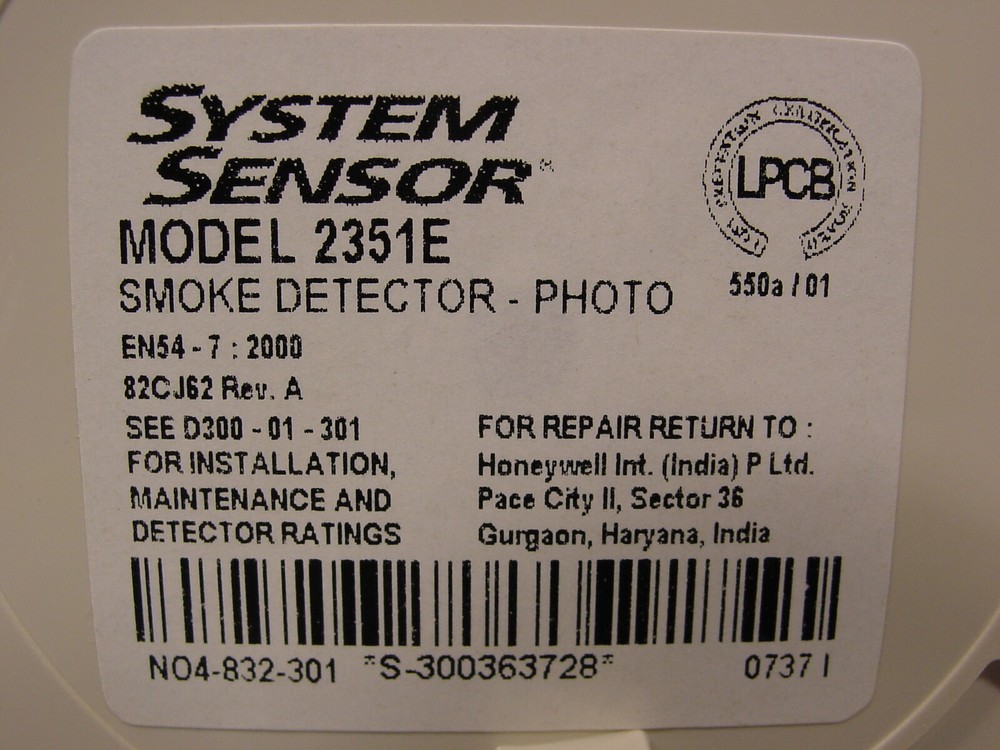 SYSTEM
SENSOR®
MODEL 2351E
SMOKE DETECTOR - PHOTO
LPCB
550a / 01
EN54 - 7 : 2000
82CJ62 Rev. A
SEE D300 - 01 - 301
FOR INSTALLATION,
MAINTENANCE AND
DETECTOR RATINGS
FOR REPAIR RETURN TO :
Honeywell Int. (India) P Ltd.
Pace City II, Sector 36
Gurgaon, Haryana, India
NO4-832-301 *S-300363728* 0737 I